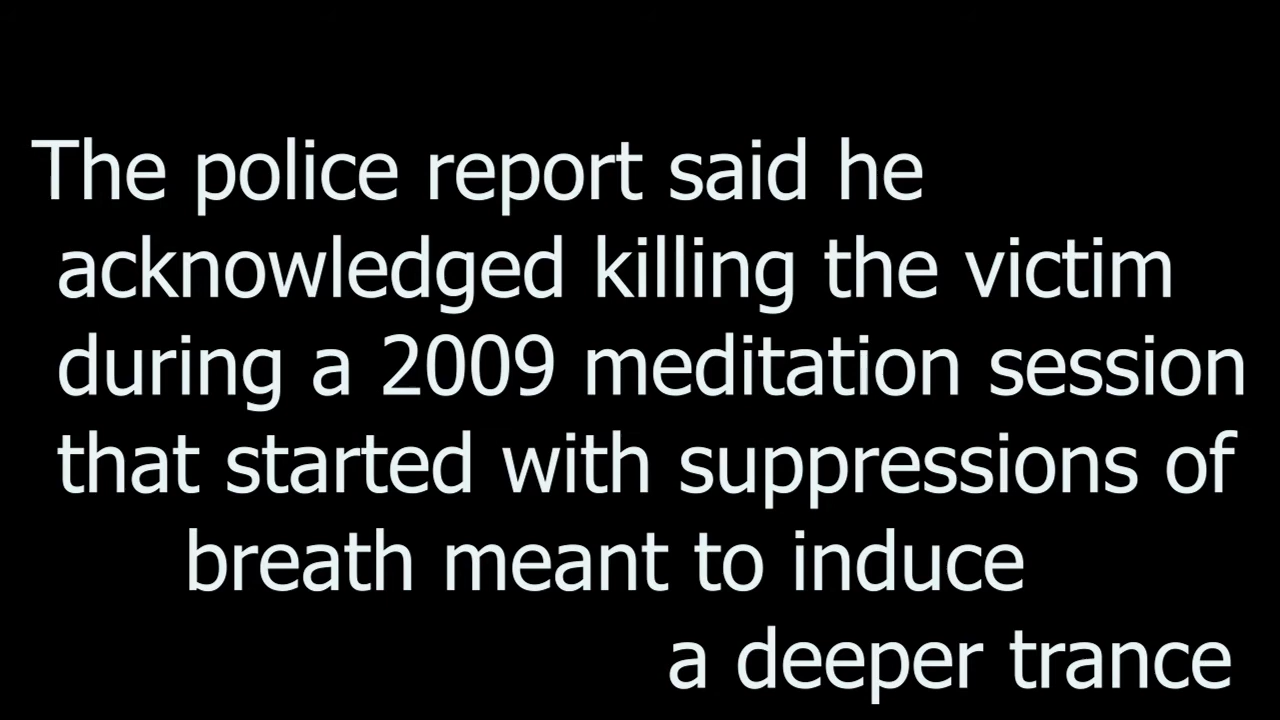 The police report said he
acknowledged killing the victim
during a 2009 meditation session
that started with suppressions of
breath meant to induce
a deeper trance